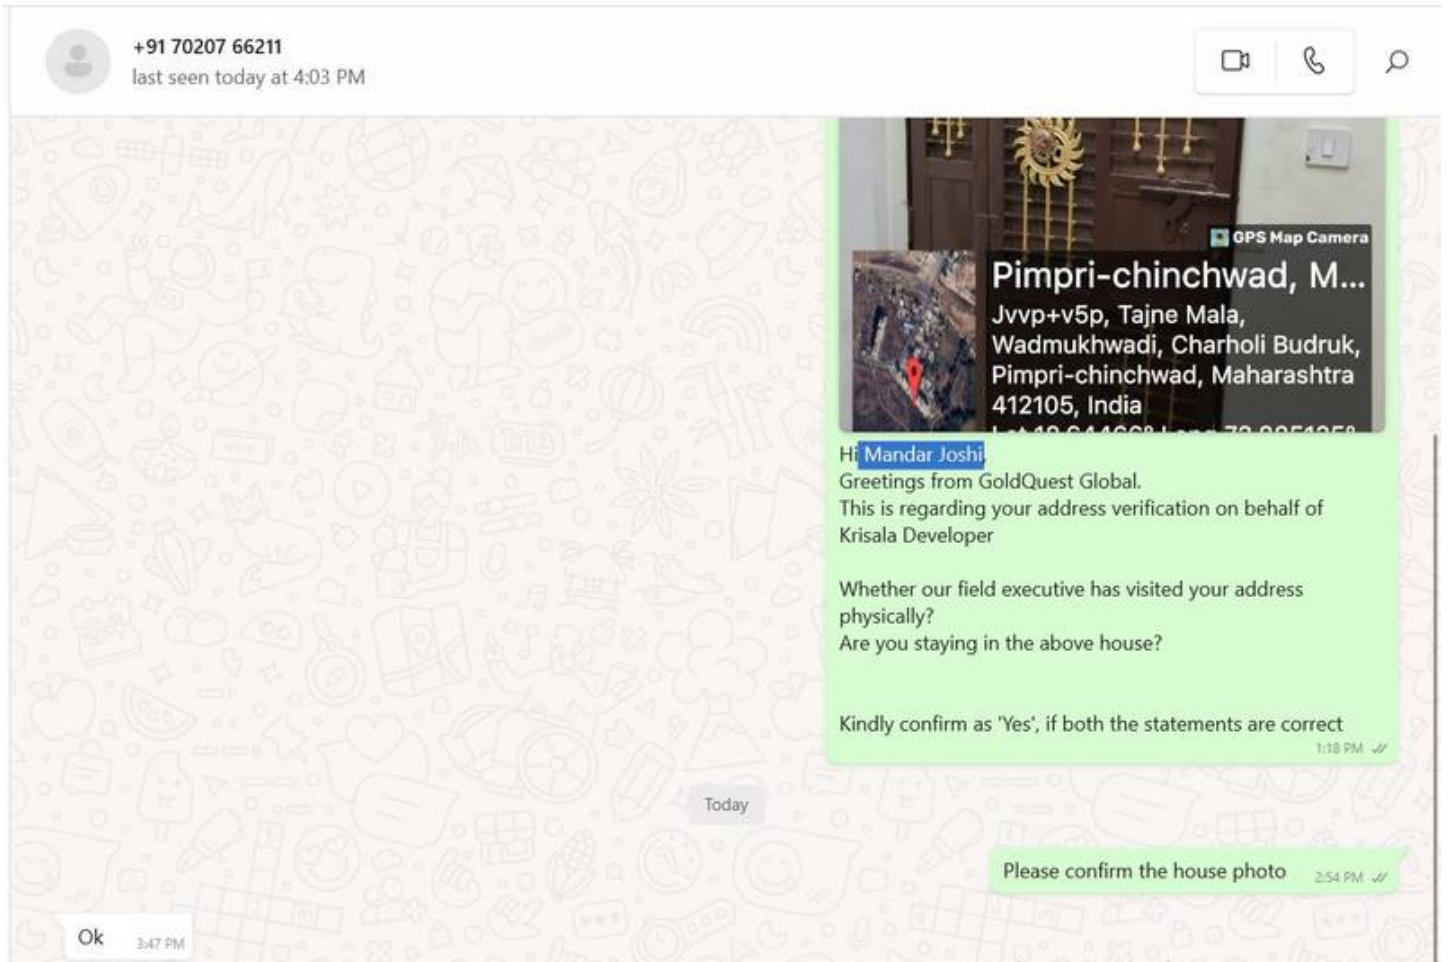 +91 70207 66211
last seen today at 4:03 PM
GPS Map Camera
Pimpri-chinchwad, M...
Jvvp+v5p, Tajne Mala,
Wadmukhwadi, Charholi Budruk,
Pimpri-chinchwad, Maharashtra
412105, India
Hi Mandar Joshi,
Greetings from GoldQuest Global.
This is regarding your address verification on behalf of
Krisala Developer
Whether our field executive has visited your address
physically?
Are you staying in the above house?
Kindly confirm as 'Yes', if both the statements are correct
1:18 PM
Today
Please confirm the house photo
2:54 PM
Ok
3:47 PM